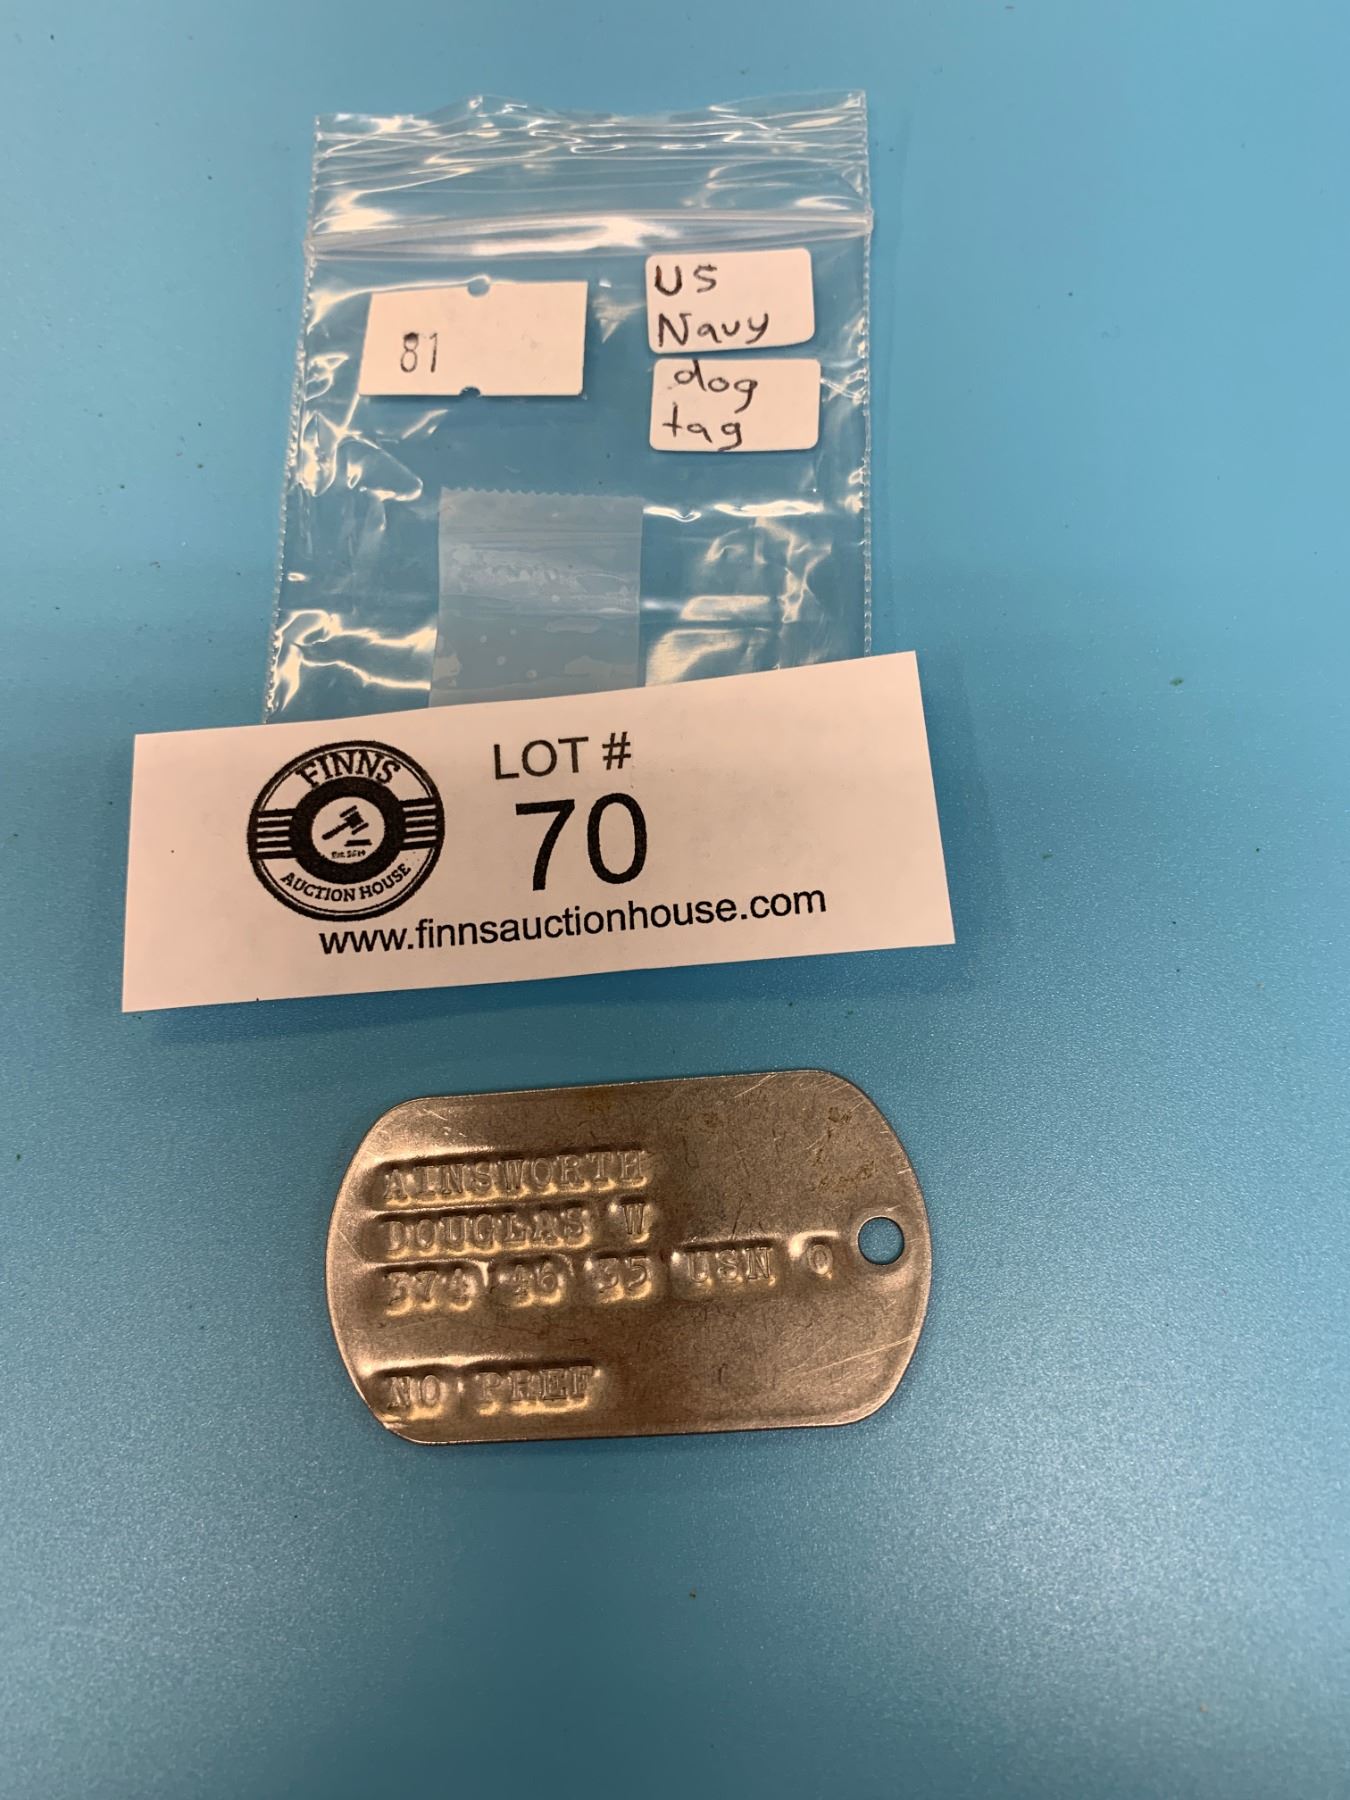 81
US
Navy
dog
tag
FINNS
AUCTION HOUSE
LOT #
70
www.finnsauctionhouse.com
AINSWORTH
DOUGLAS W
374 46 35 USN O
NO PREF